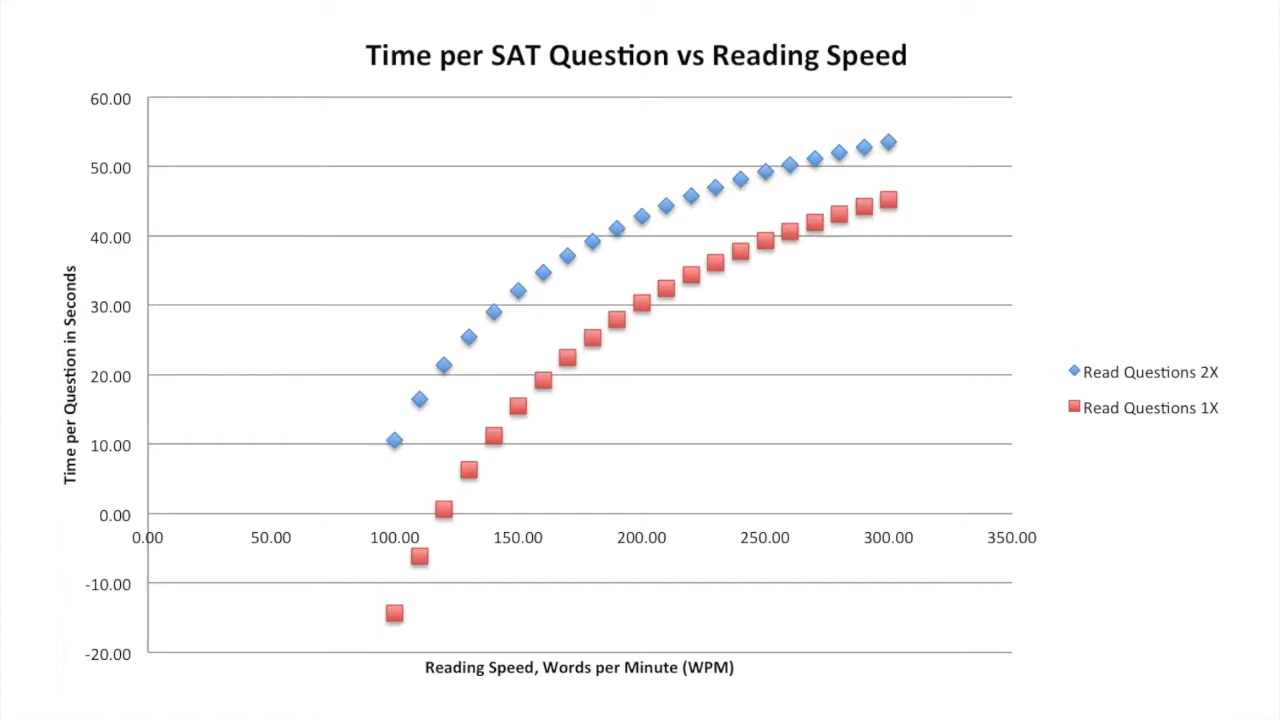 Time per SAT Question vs Reading Speed
60.00
50.00
40.00
30.00
20.00
10.00
0.00
-10.00
-20.00
Time per Question in Seconds
0.00 50.00 100.00 150.00 200.00 250.00 300.00 350.00
Reading Speed, Words per Minute (WPM)
Read Questions 2X
Read Questions 1X